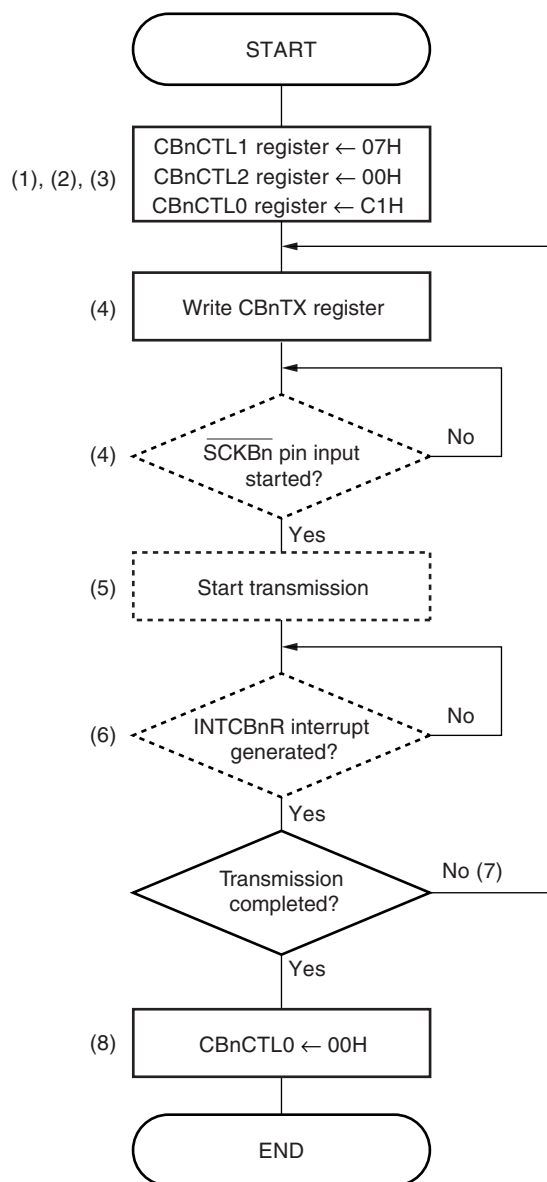 START
(1), (2), (3)
CBnCTL1 register ← 07H
CBnCTL2 register ← 00H
CBnCTL0 register ← C1H
(4)
Write CBnTX register
(4)
SCKBn pin input
started?
No
Yes
(5)
Start transmission
(6)
INTCBnR interrupt
generated?
No
Yes
Transmission
completed?
No (7)
Yes
(8)
CBnCTL0 ← 00H
END